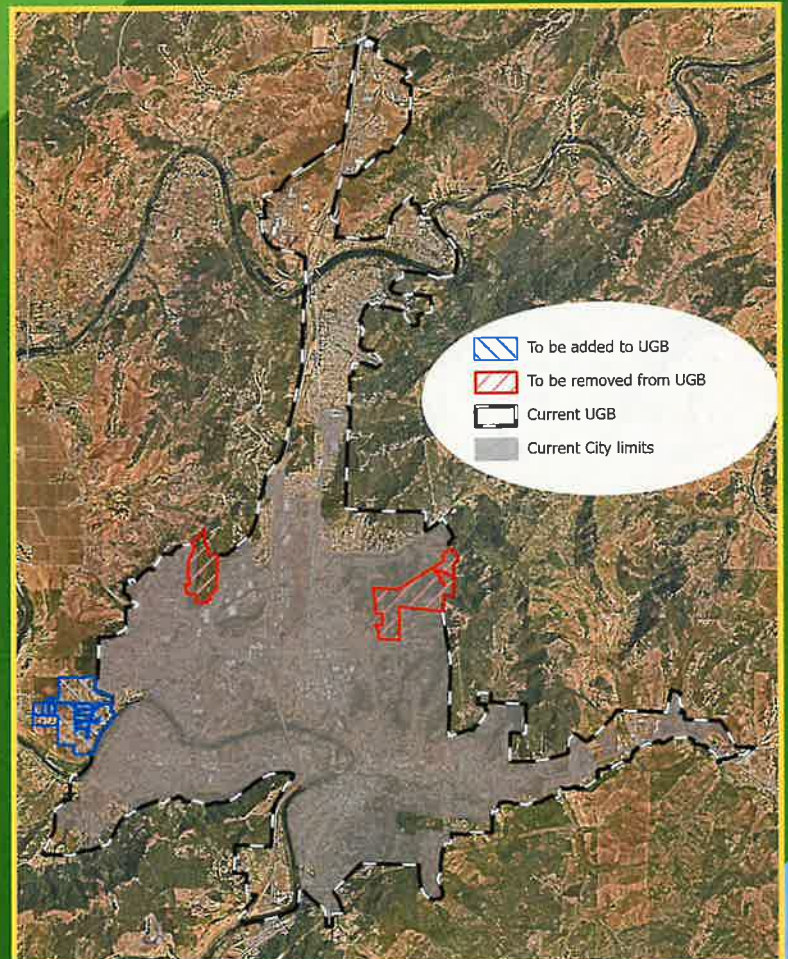 To be added to UGB
To be removed from UGB
Current UGB
Current City limits